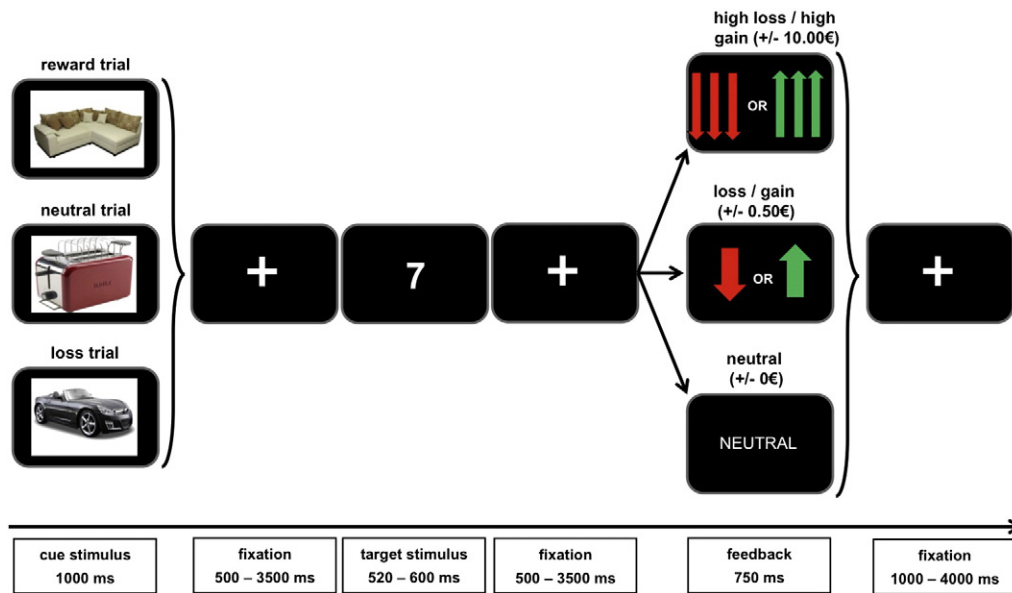 high loss / high
gain (+/- 10.00€)
reward trial
OR
neutral trial
loss / gain
(+/- 0.50€)
+
7
+
OR
+
loss trial
neutral
(+/- 0€)
NEUTRAL
cue stimulus
1000 ms
fixation
500 – 3500 ms
target stimulus
520 – 600 ms
fixation
500 – 3500 ms
feedback
750 ms
fixation
1000 – 4000 ms